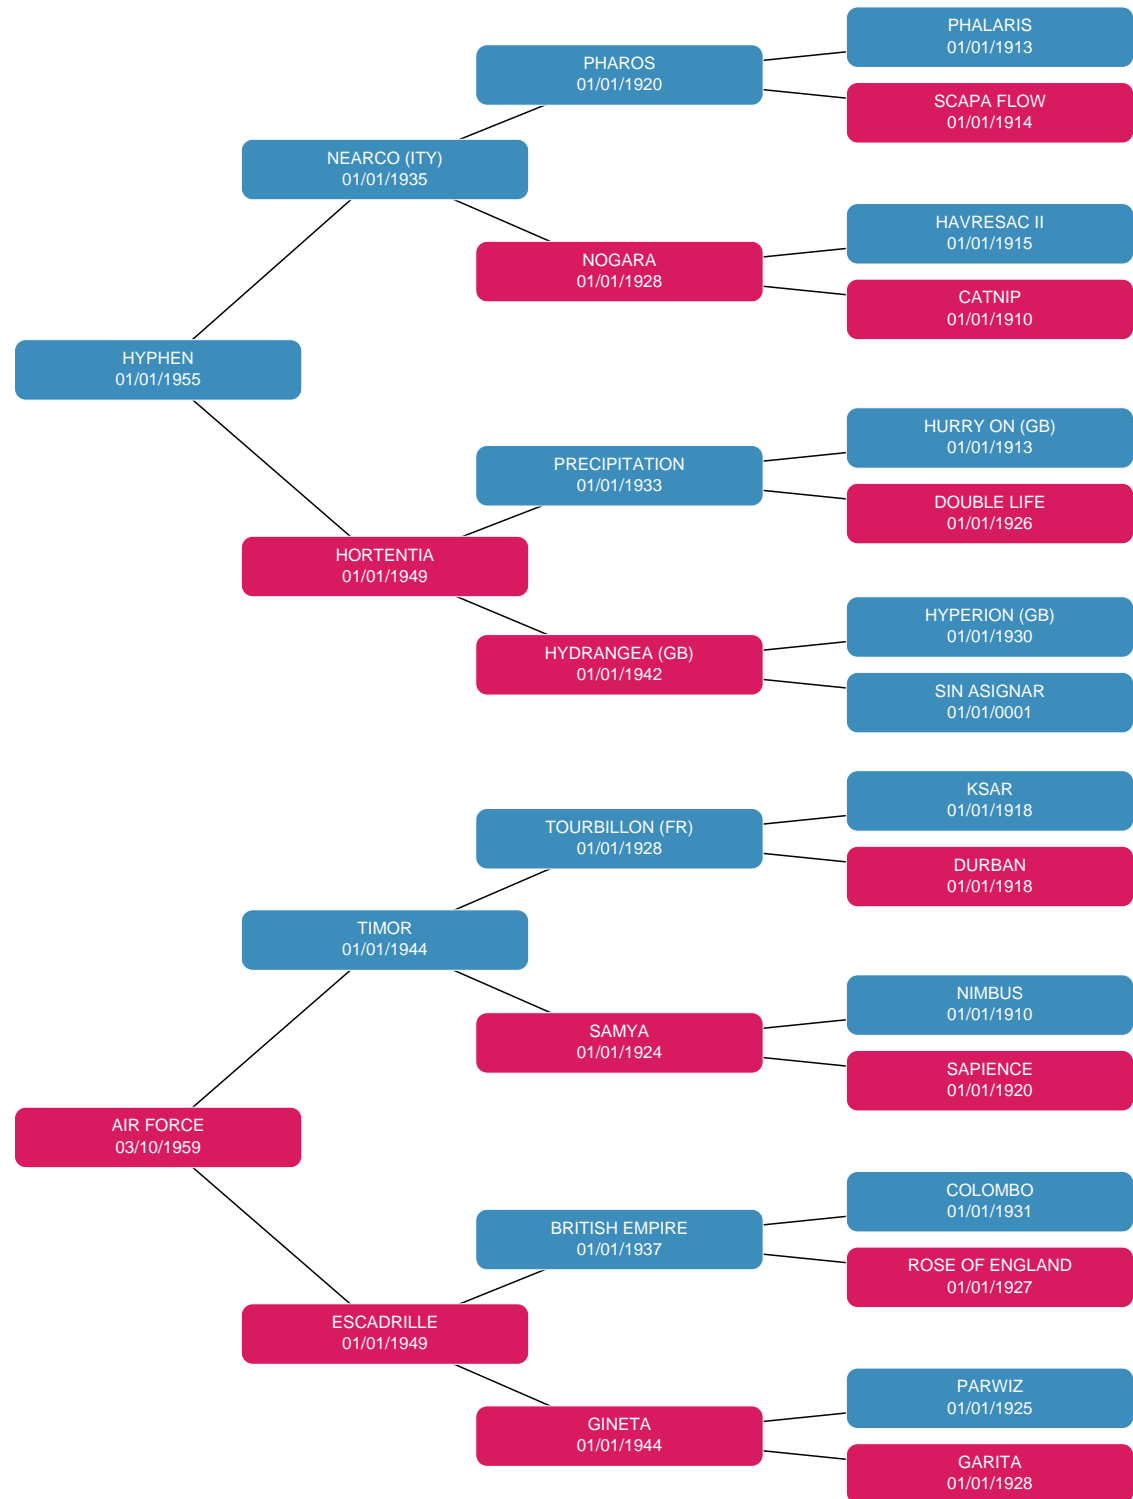 PHALARIS
01/01/1913
PHAROS
01/01/1920
SCAPA FLOW
01/01/1914
NEARCO (ITY)
01/01/1935
HAVRESAC II
01/01/1915
NOGARA
01/01/1928
CATNIP
01/01/1910
HYPHEN
01/01/1955
HURRY ON (GB)
01/01/1913
PRECIPITATION
01/01/1933
DOUBLE LIFE
01/01/1926
HORTENTIA
01/01/1949
HYPERION (GB)
01/01/1930
HYDRANGEA (GB)
01/01/1942
SIN ASIGNAR
01/01/0001
KSAR
01/01/1918
TOURBILLON (FR)
01/01/1928
DURBAN
01/01/1918
TIMOR
01/01/1944
NIMBUS
01/01/1910
SAMYA
01/01/1924
SAPIENCE
01/01/1920
AIR FORCE
03/10/1959
COLOMBO
01/01/1931
BRITISH EMPIRE
01/01/1937
ROSE OF ENGLAND
01/01/1927
ESCADRILLE
01/01/1949
PARWIZ
01/01/1925
GINETA
01/01/1944
GARITA
01/01/1928